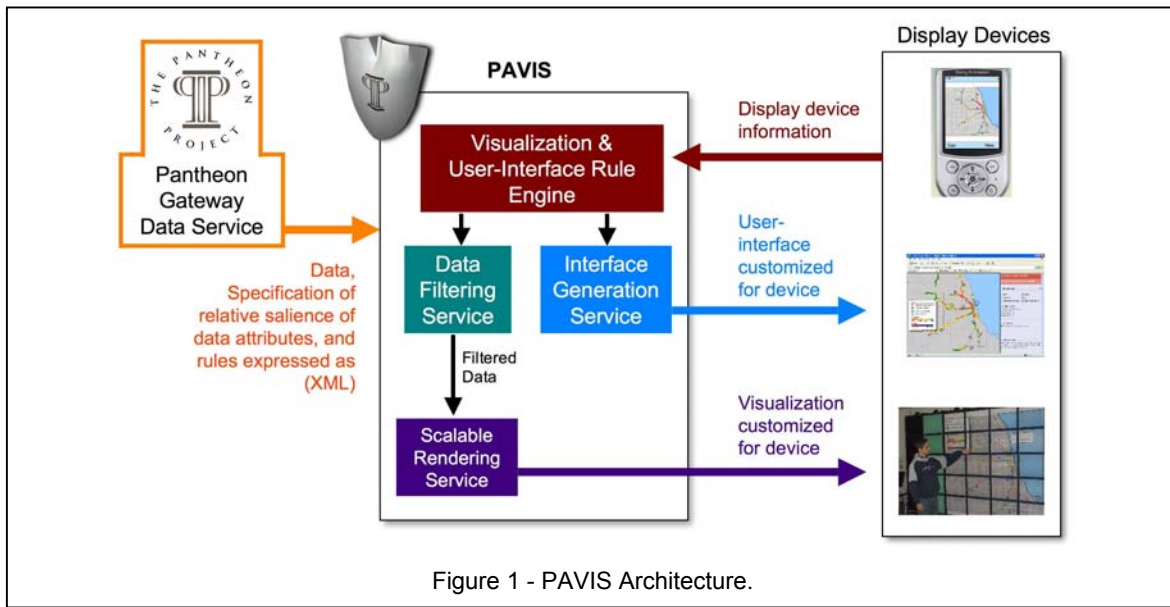 THE PANTHEON
PROJECT
Pantheon
Gateway
Data Service
Data,
Specification of
relative salience of
data attributes, and
rules expressed as
(XML)
PAVIS
Visualization &
User-Interface Rule
Engine
Data
Filtering
Service
Interface
Generation
Service
Filtered
Data
Scalable
Rendering
Service
Display device
information
User-
interface
customized
for device
Visualization
customized
for device
Display Devices
Figure 1 - PAVIS Architecture.